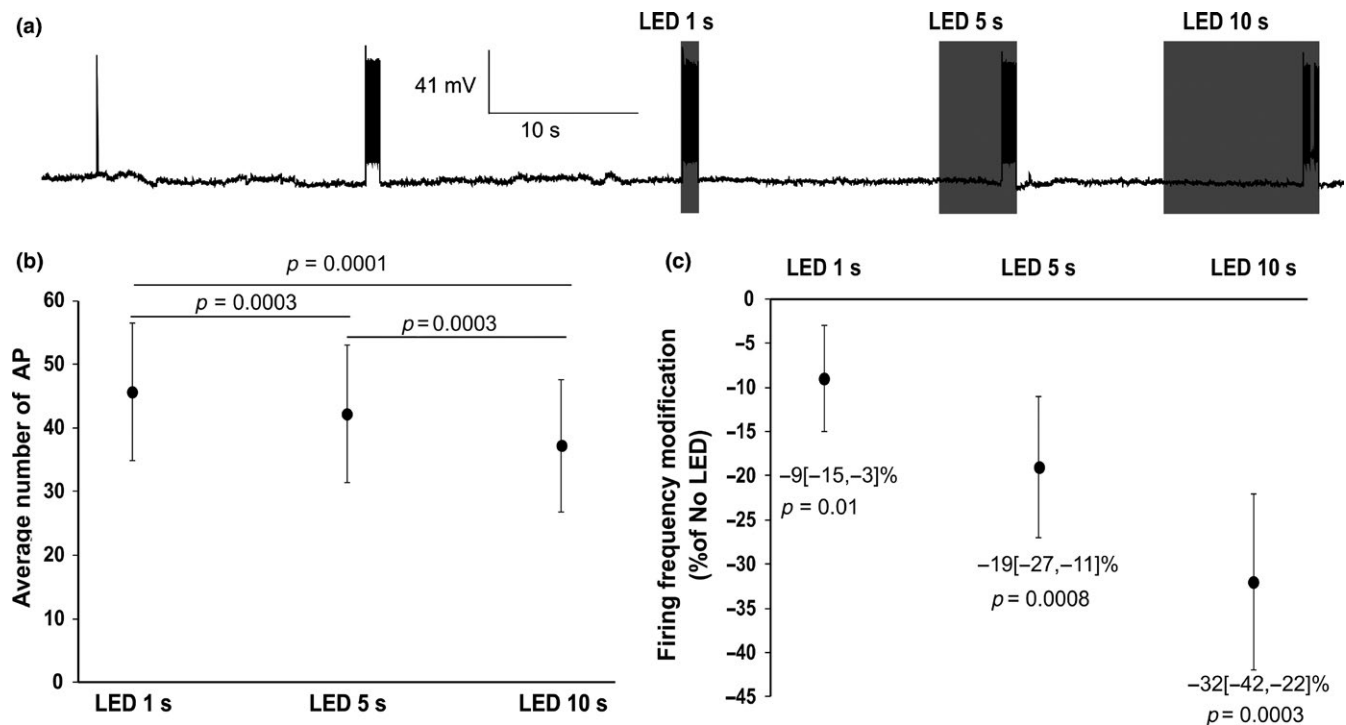 (a)
LED 1 s
LED 5 s
LED 10 s
41 mV
10 s
(b)
p = 0.0001
p = 0.0003
p = 0.0003
Average number of AP
60
50
40
30
20
10
0
LED 1 s
LED 5 s
LED 10 s
(c)
LED 1 s
LED 5 s
LED 10 s
Firing frequency modification
(%of No LED)
0
–5
–10
–15
–20
–25
–30
–35
–40
–45
–9[–15,–3]%
p = 0.01
–19[–27,–11]%
p = 0.0008
–32[–42,–22]%
p = 0.0003